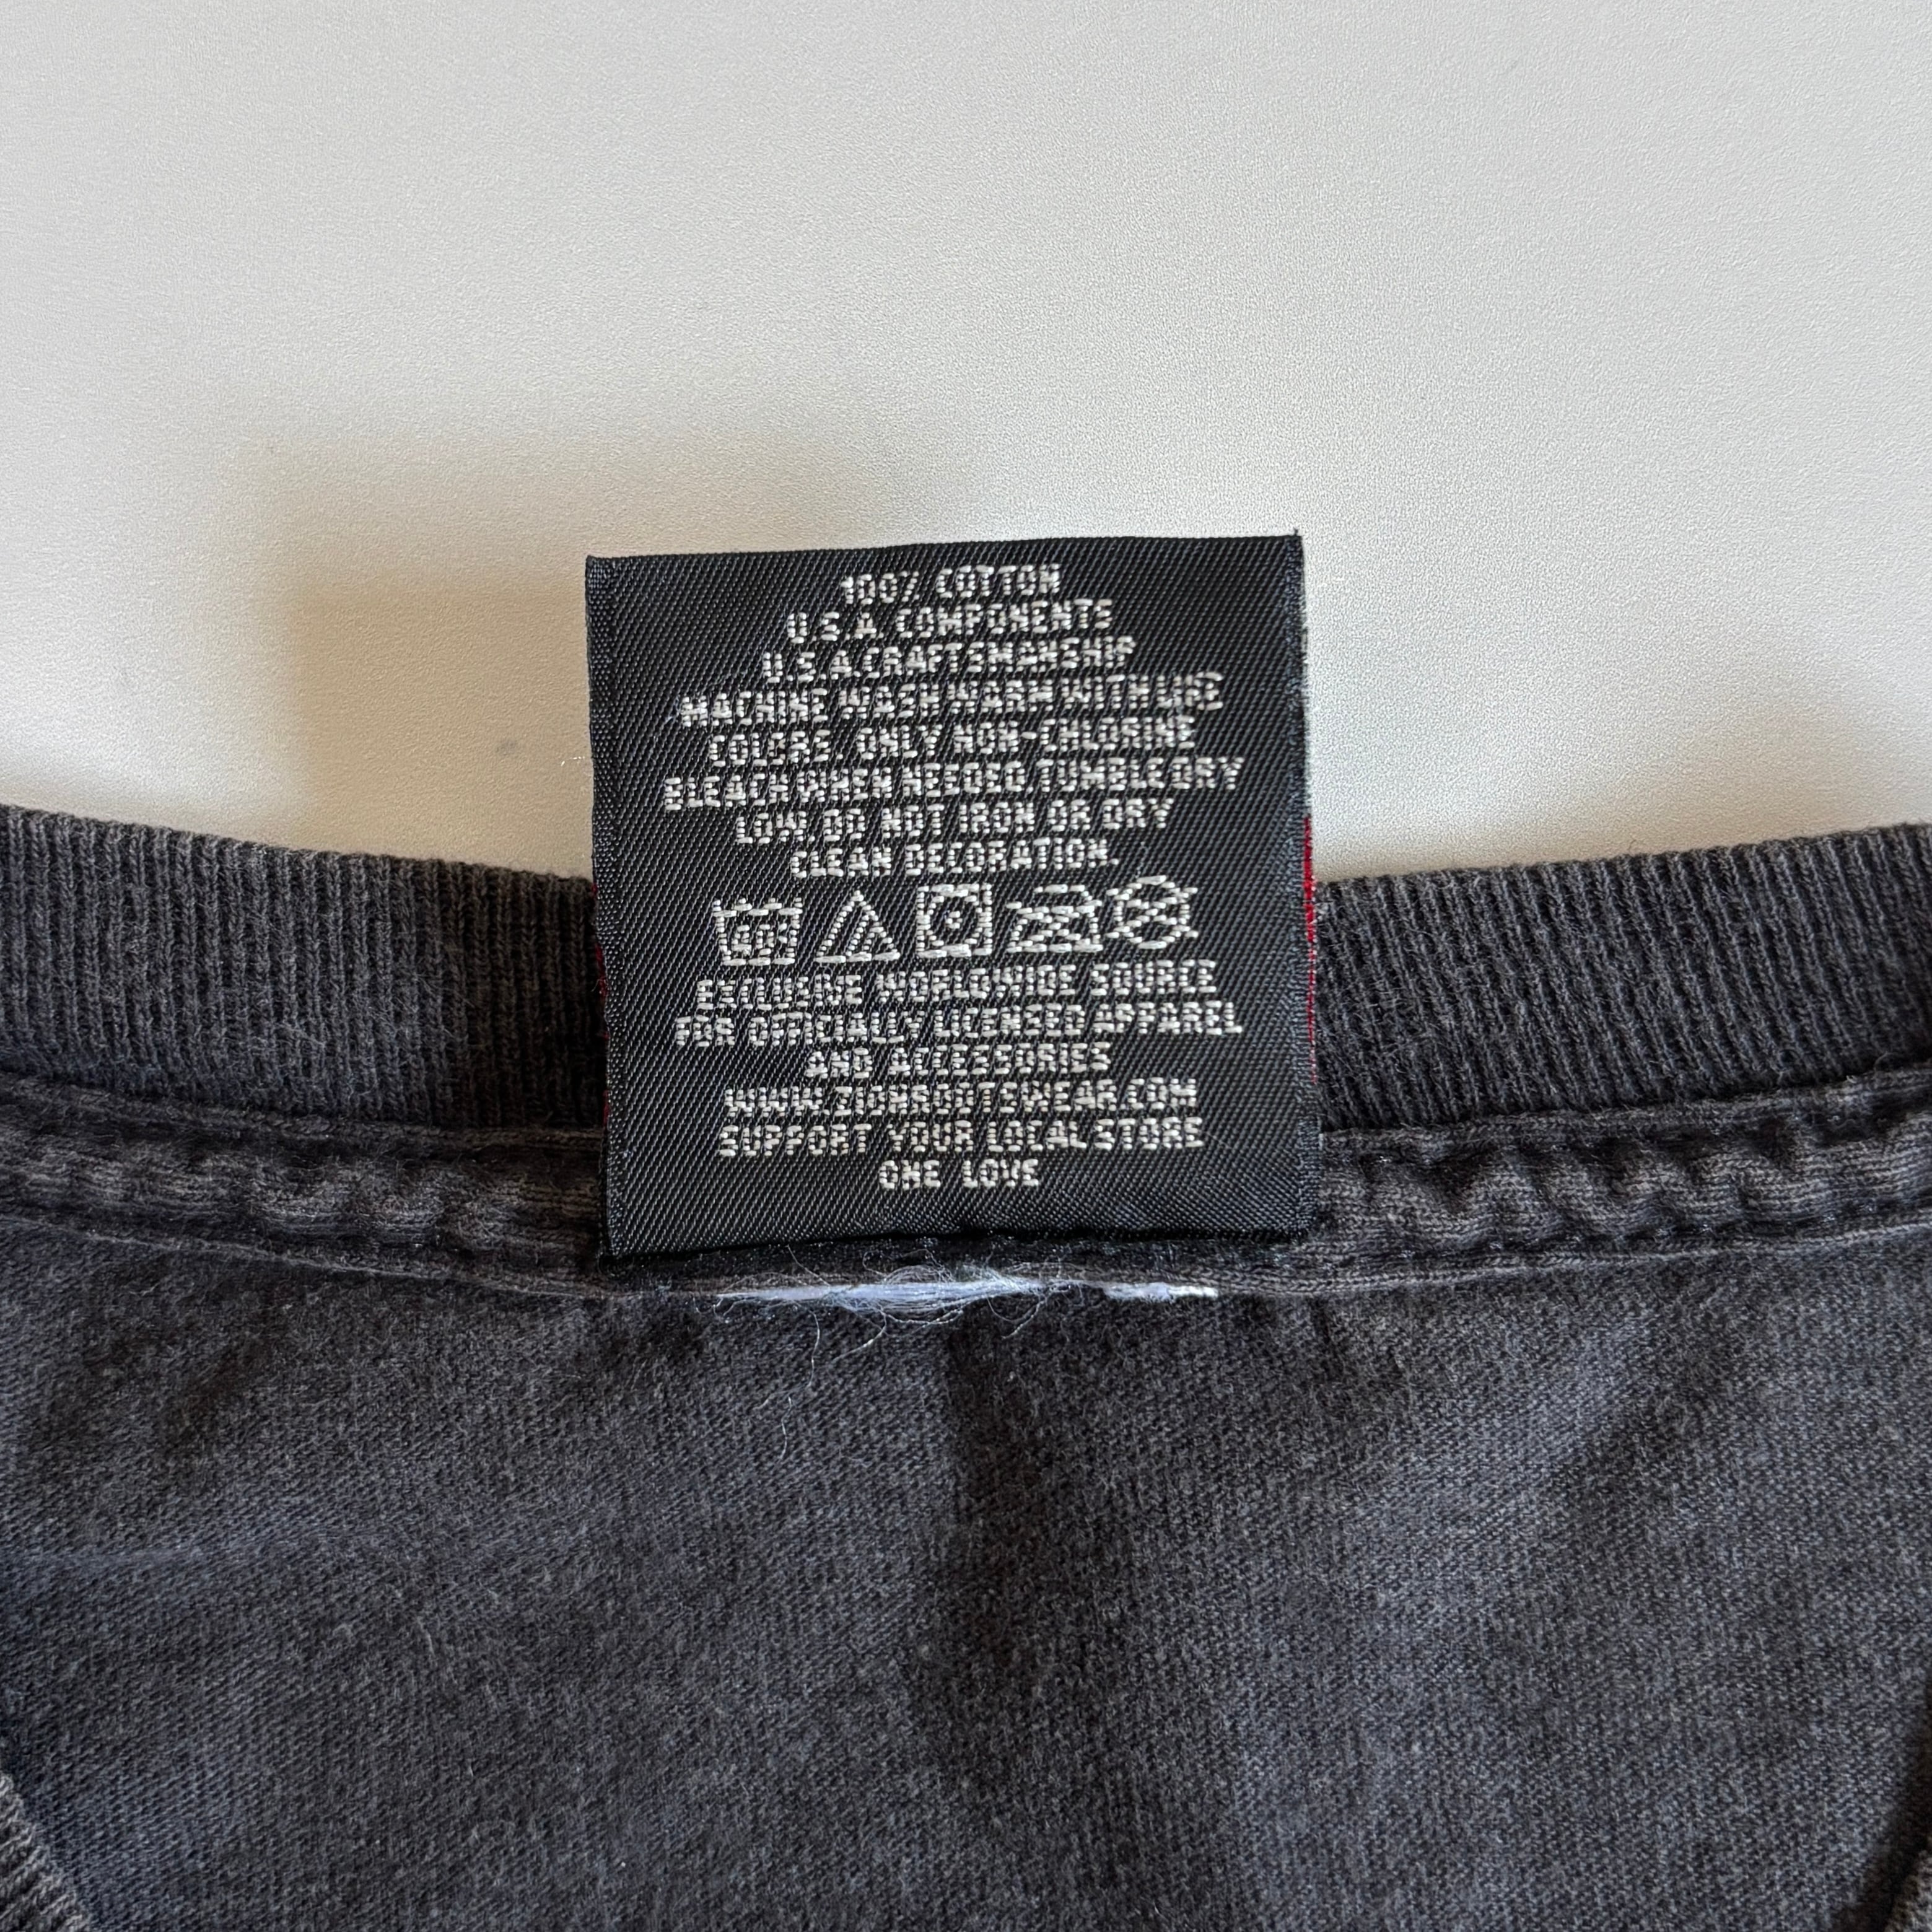 100% COTTON
U.S.A. COMPONENTS
U.S.A CRAFTSMANSHIP
MACHINE WASH WARM WITH LIKE
COLORS. ONLY NON-CHLORINE
BLEACH WHEN NEEDED. TUMBLE DRY
LOW. DO NOT IRON OR DRY
CLEAN DECORATION.
40°
EXCLUSIVE WORLDWIDE SOURCE
FOR OFFICIALLY LICENSED APPAREL
AND ACCESSORIES
WWW.ZIONROOTSWEAR.COM
SUPPORT YOUR LOCAL STORE
ONE LOVE